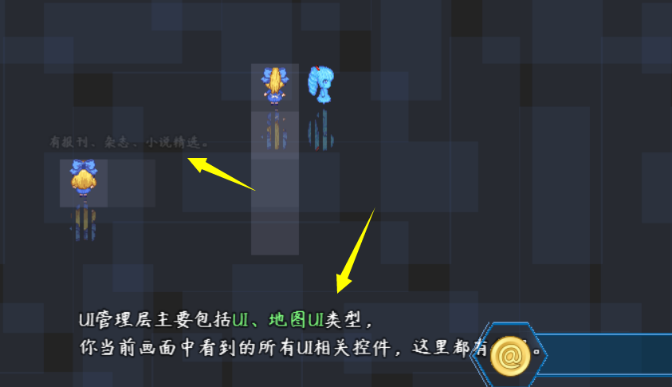 有报刊、杂志、小说精选。
UI管理层主要包括UI、地图UI类型，
你当前画面中看到的所有UI相关控件，这里都有。
@